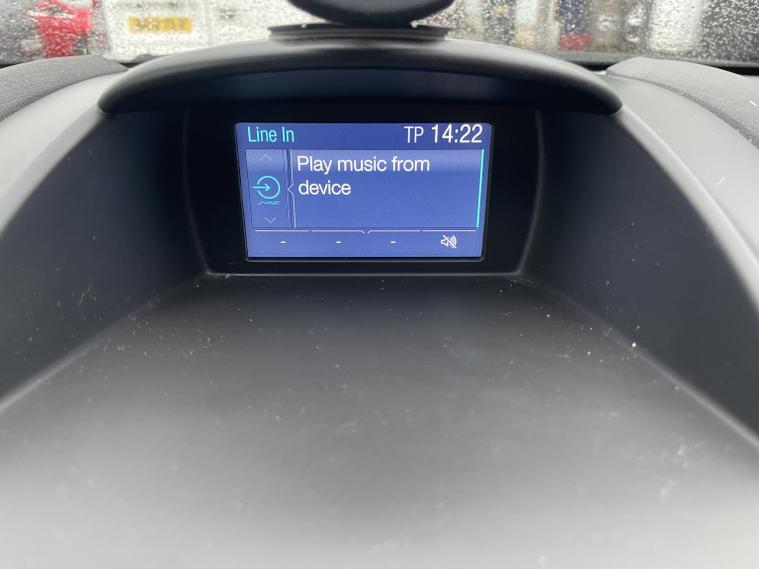 Line In TP 14:22
Play music from
device
- - -